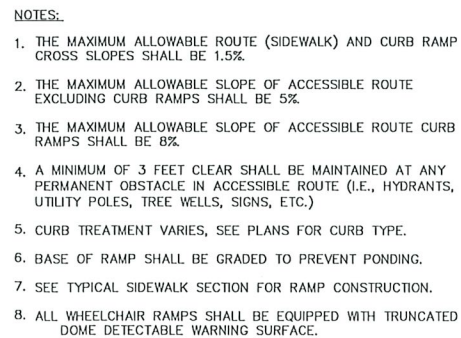 NOTES:
1. THE MAXIMUM ALLOWABLE ROUTE (SIDEWALK) AND CURB RAMP
CROSS SLOPES SHALL BE 1.5%.
2. THE MAXIMUM ALLOWABLE SLOPE OF ACCESSIBLE ROUTE
EXCLUDING CURB RAMPS SHALL BE 5%.
3. THE MAXIMUM ALLOWABLE SLOPE OF ACCESSIBLE ROUTE CURB
RAMPS SHALL BE 8%.
4. A MINIMUM OF 3 FEET CLEAR SHALL BE MAINTAINED AT ANY
PERMANENT OBSTACLE IN ACCESSIBLE ROUTE (I.E., HYDRANTS,
UTILITY POLES, TREE WELLS, SIGNS, ETC.)
5. CURB TREATMENT VARIES, SEE PLANS FOR CURB TYPE.
6. BASE OF RAMP SHALL BE GRADED TO PREVENT PONDING.
7. SEE TYPICAL SIDEWALK SECTION FOR RAMP CONSTRUCTION.
8. ALL WHEELCHAIR RAMPS SHALL BE EQUIPPED WITH TRUNCATED
DOME DETECTABLE WARNING SURFACE.